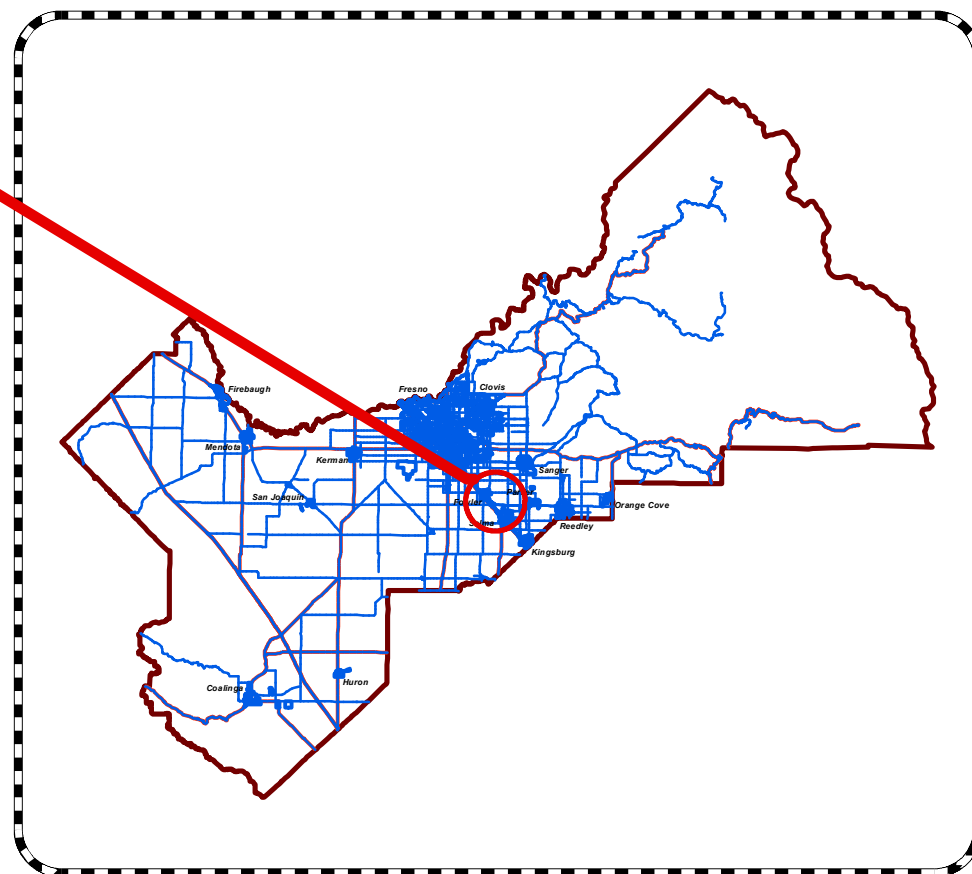 Firebaugh
Fresno
Clovis
Mendota
Kerman
Sanger
San Joaquin
Fowler
Orange Cove
Selma
Reedley
Kingsburg
Coalinga
Huron